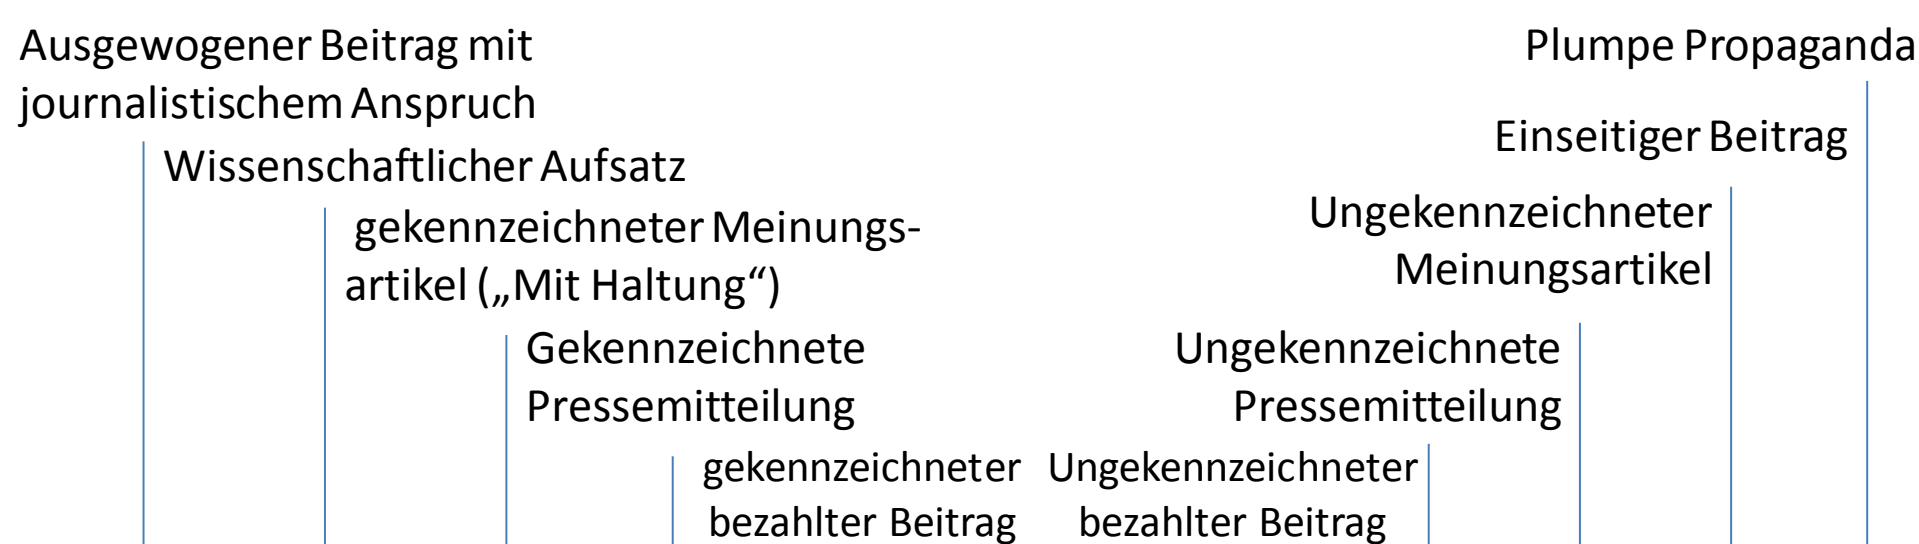 Ausgewogener Beitrag mit
journalistischem Anspruch
Wissenschaftlicher Aufsatz
gekennzeichneter Meinungs-
artikel („Mit Haltung“)
Gekennzeichnete
Pressemitteilung
gekennzeichneter
bezahlter Beitrag
Plumpe Propaganda
Einseitiger Beitrag
Ungekennzeichneter
Meinungsartikel
Ungekennzeichnete
Pressemitteilung
Ungekennzeichneter
bezahlter Beitrag